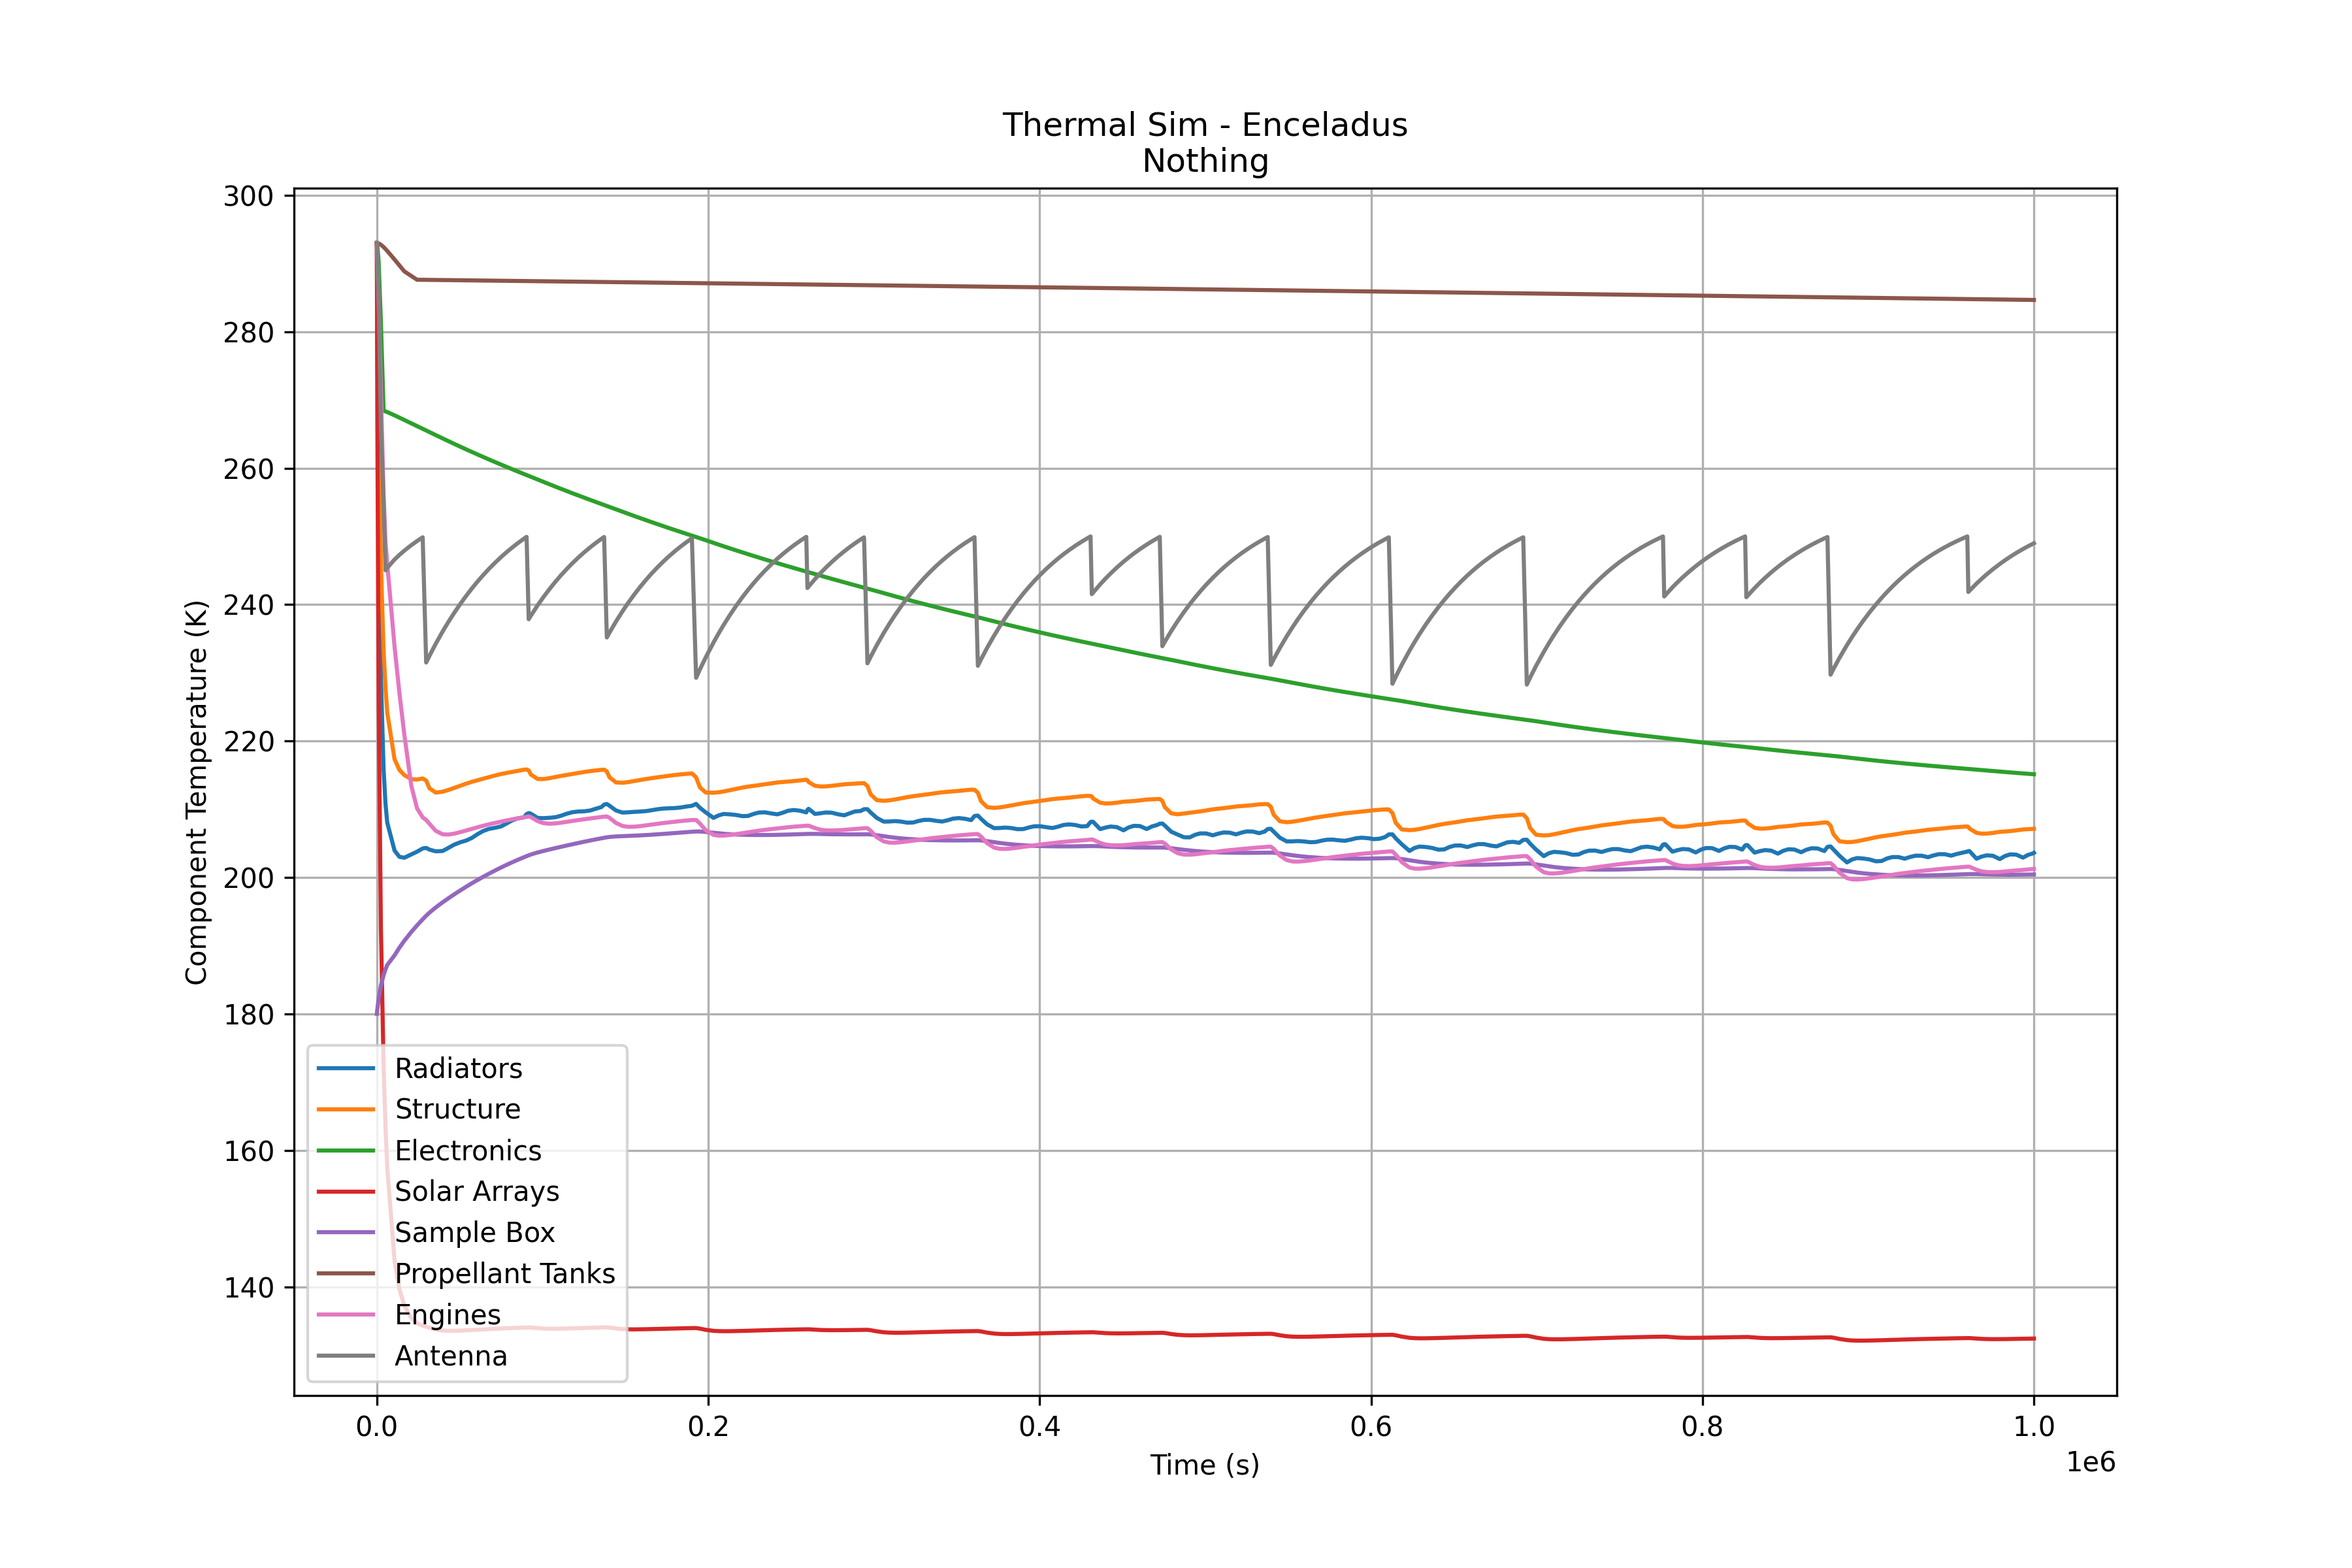 Thermal Sim - Enceladus
Nothing
Component Temperature (K)
300
280
260
240
220
200
180
160
140
Radiators
Structure
Electronics
Solar Arrays
Sample Box
Propellant Tanks
Engines
Antenna
0.0 0.2 0.4 0.6 0.8 1.0
1e6
Time (s)